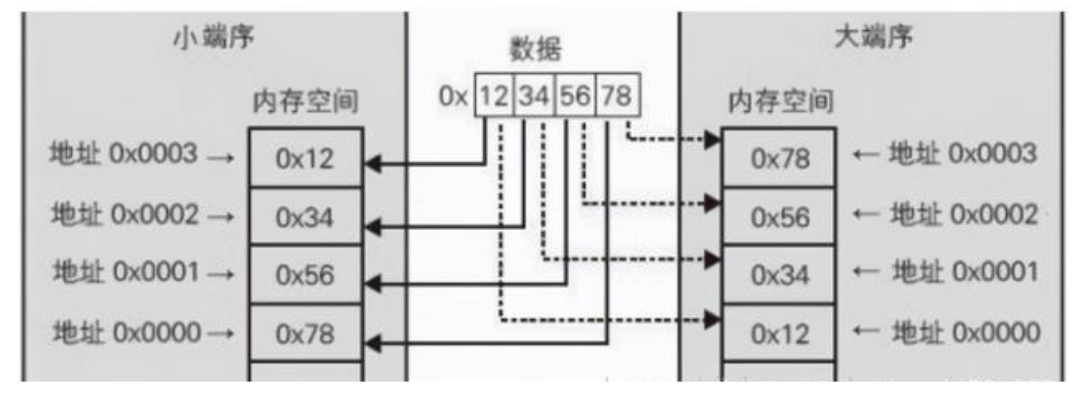 小端序
数据
大端序
内存空间
0x 12 34 56 78
内存空间
地址 0x0003 → 0x12
0x78 ← 地址 0x0003
地址 0x0002 → 0x34
0x56 ← 地址 0x0002
地址 0x0001 → 0x56
0x34 ← 地址 0x0001
地址 0x0000 → 0x78
0x12 ← 地址 0x0000